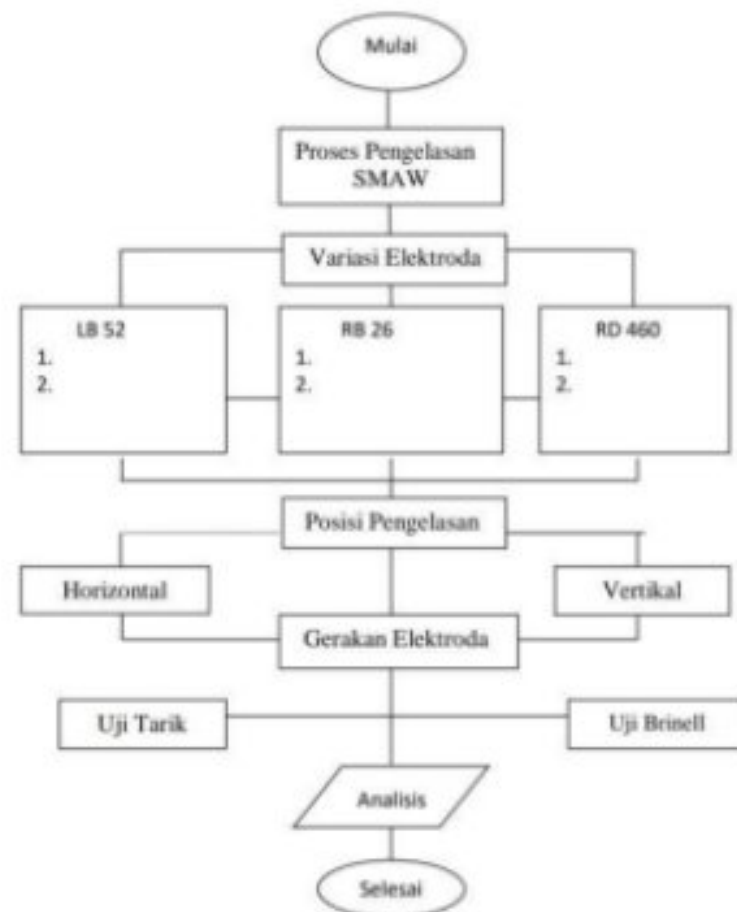 Mulai
Proses Pengelasan
SMAW
Variasi Elektroda
LB 52
1.
2.
RB 26
1.
2.
RD 460
1.
2.
Posisi Pengelasan
Horizontal
Vertikal
Gerakan Elektroda
Uji Tarik
Uji Brinell
Analisis
Selesai